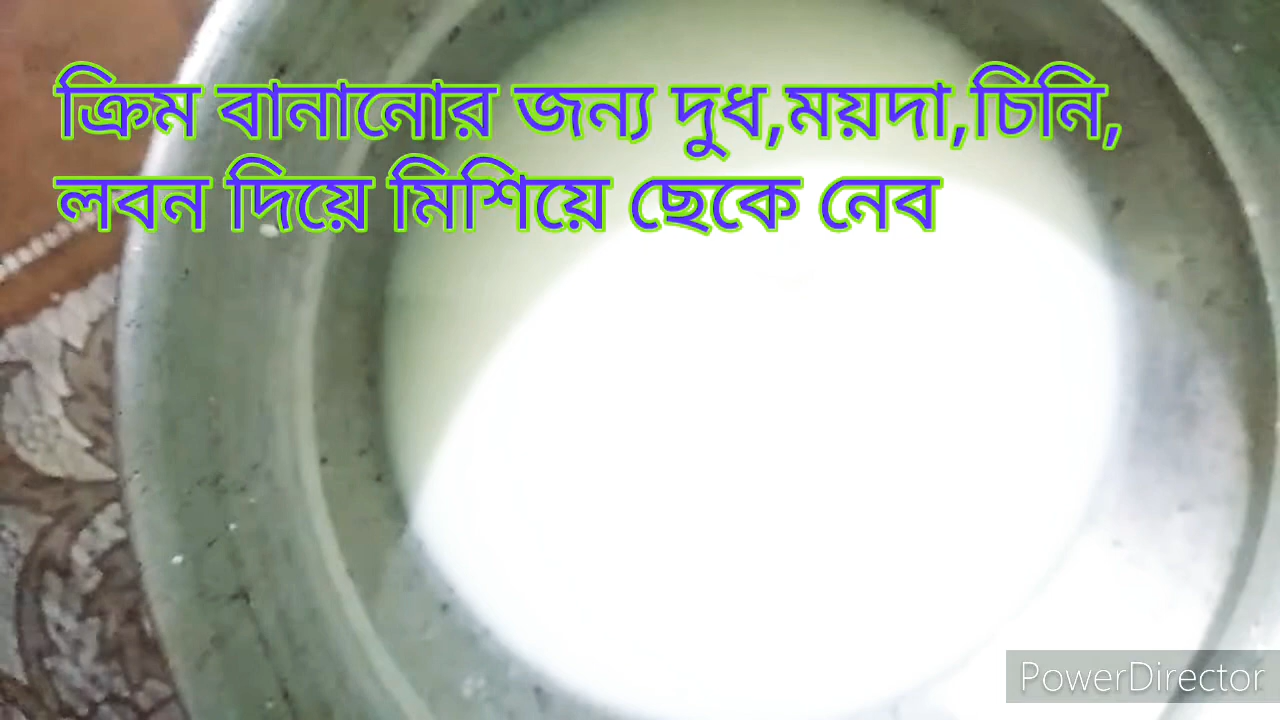 ক্রিম বানানোর জন্য দুধ,ময়দা,চিনি,
লবন দিয়ে মিশিয়ে ছেকে নেব
PowerDirector